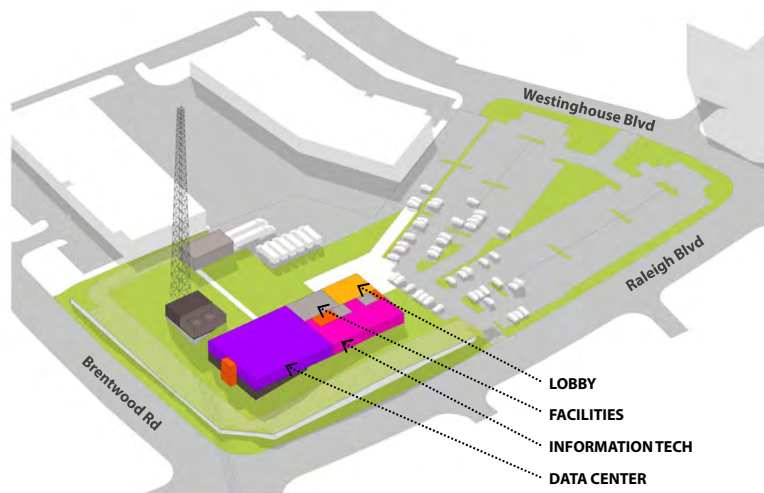 Westinghouse Blvd
Raleigh Blvd
Brentwood Rd
LOBBY
FACILITIES
INFORMATION TECH
DATA CENTER